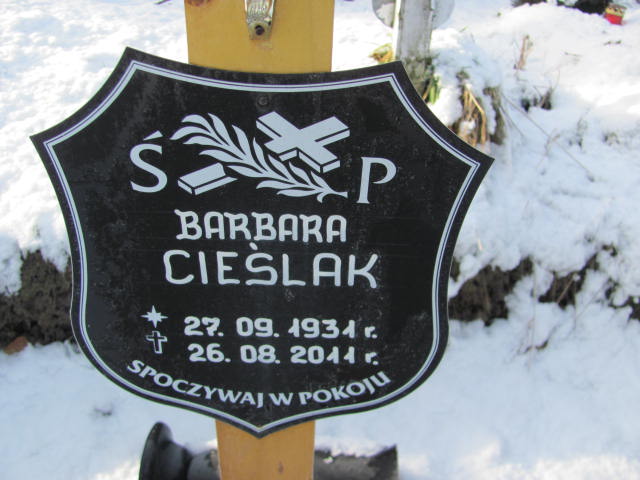 Ś P
BARBARA
CIEŚLAK
27. 09. 1931 r.
26. 08. 2011 r.
SPOCZYWAJ W POKOJU